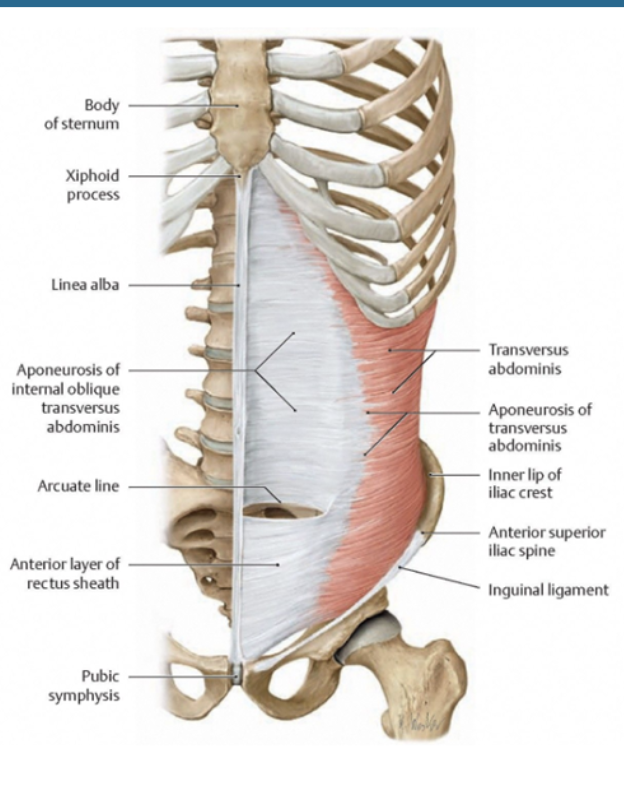 Body
of sternum
Xiphoid
process
Linea alba
Aponeurosis of
internal oblique
transversus
abdominis
Arcuate line
Anterior layer of
rectus sheath
Pubic
symphysis
Transversus
abdominis
Aponeurosis of
transversus
abdominis
Inner lip of
iliac crest
Anterior superior
iliac spine
Inguinal ligament